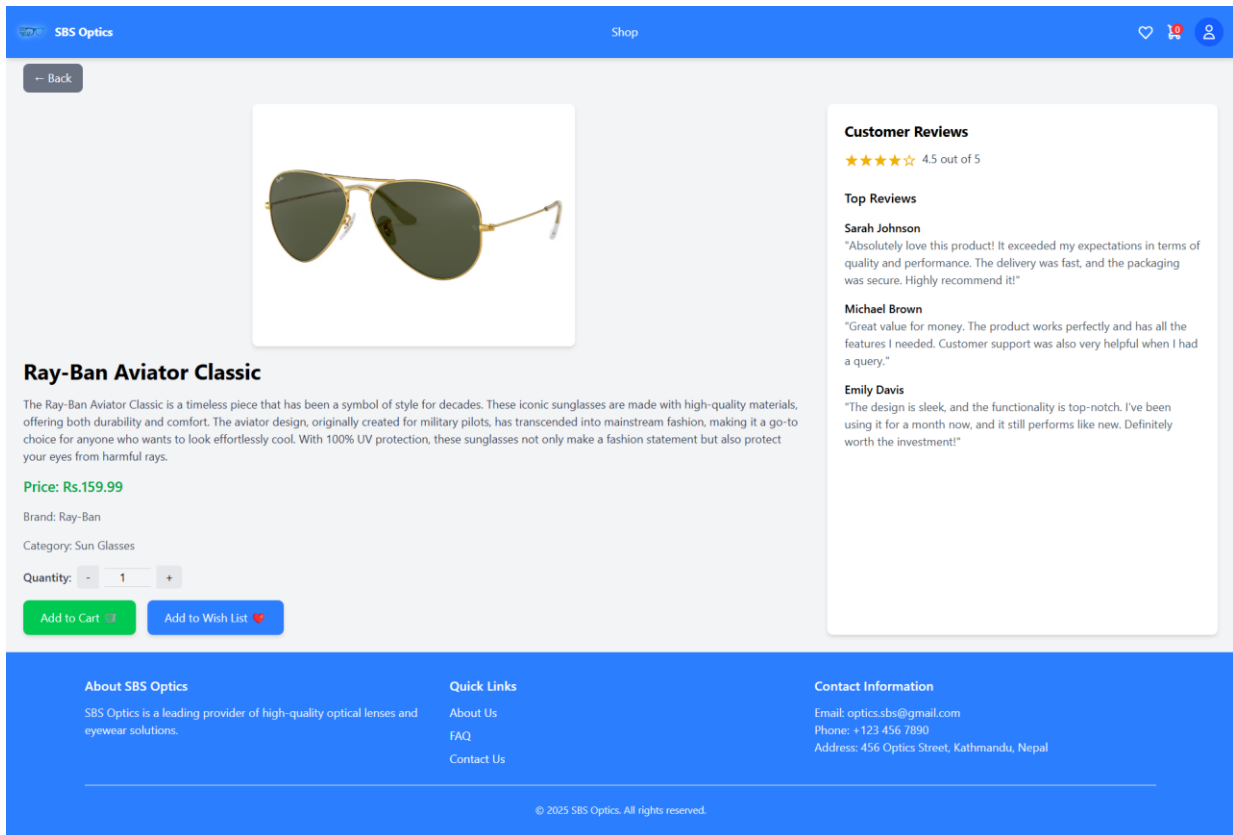 SBS Optics
Shop
0
← Back
Customer Reviews
4.5 out of 5
Top Reviews
Sarah Johnson
"Absolutely love this product! It exceeded my expectations in terms of
quality and performance. The delivery was fast, and the packaging
was secure. Highly recommend it!"
Michael Brown
"Great value for money. The product works perfectly and has all the
features I needed. Customer support was also very helpful when I had
a query."
Emily Davis
"The design is sleek, and the functionality is top-notch. I've been
using it for a month now, and it still performs like new. Definitely
worth the investment!"
Ray-Ban Aviator Classic
The Ray-Ban Aviator Classic is a timeless piece that has been a symbol of style for decades. These iconic sunglasses are made with high-quality materials,
offering both durability and comfort. The aviator design, originally created for military pilots, has transcended into mainstream fashion, making it a go-to
choice for anyone who wants to look effortlessly cool. With 100% UV protection, these sunglasses not only make a fashion statement but also protect
your eyes from harmful rays.
Price: Rs.159.99
Brand: Ray-Ban
Category: Sun Glasses
Quantity: - 1 +
Add to Cart
Add to Wish List
About SBS Optics
SBS Optics is a leading provider of high-quality optical lenses and
eyewear solutions.
Quick Links
About Us
FAQ
Contact Us
Contact Information
Email: optics.sbs@gmail.com
Phone: +123 456 7890
Address: 456 Optics Street, Kathmandu, Nepal
© 2025 SBS Optics. All rights reserved.